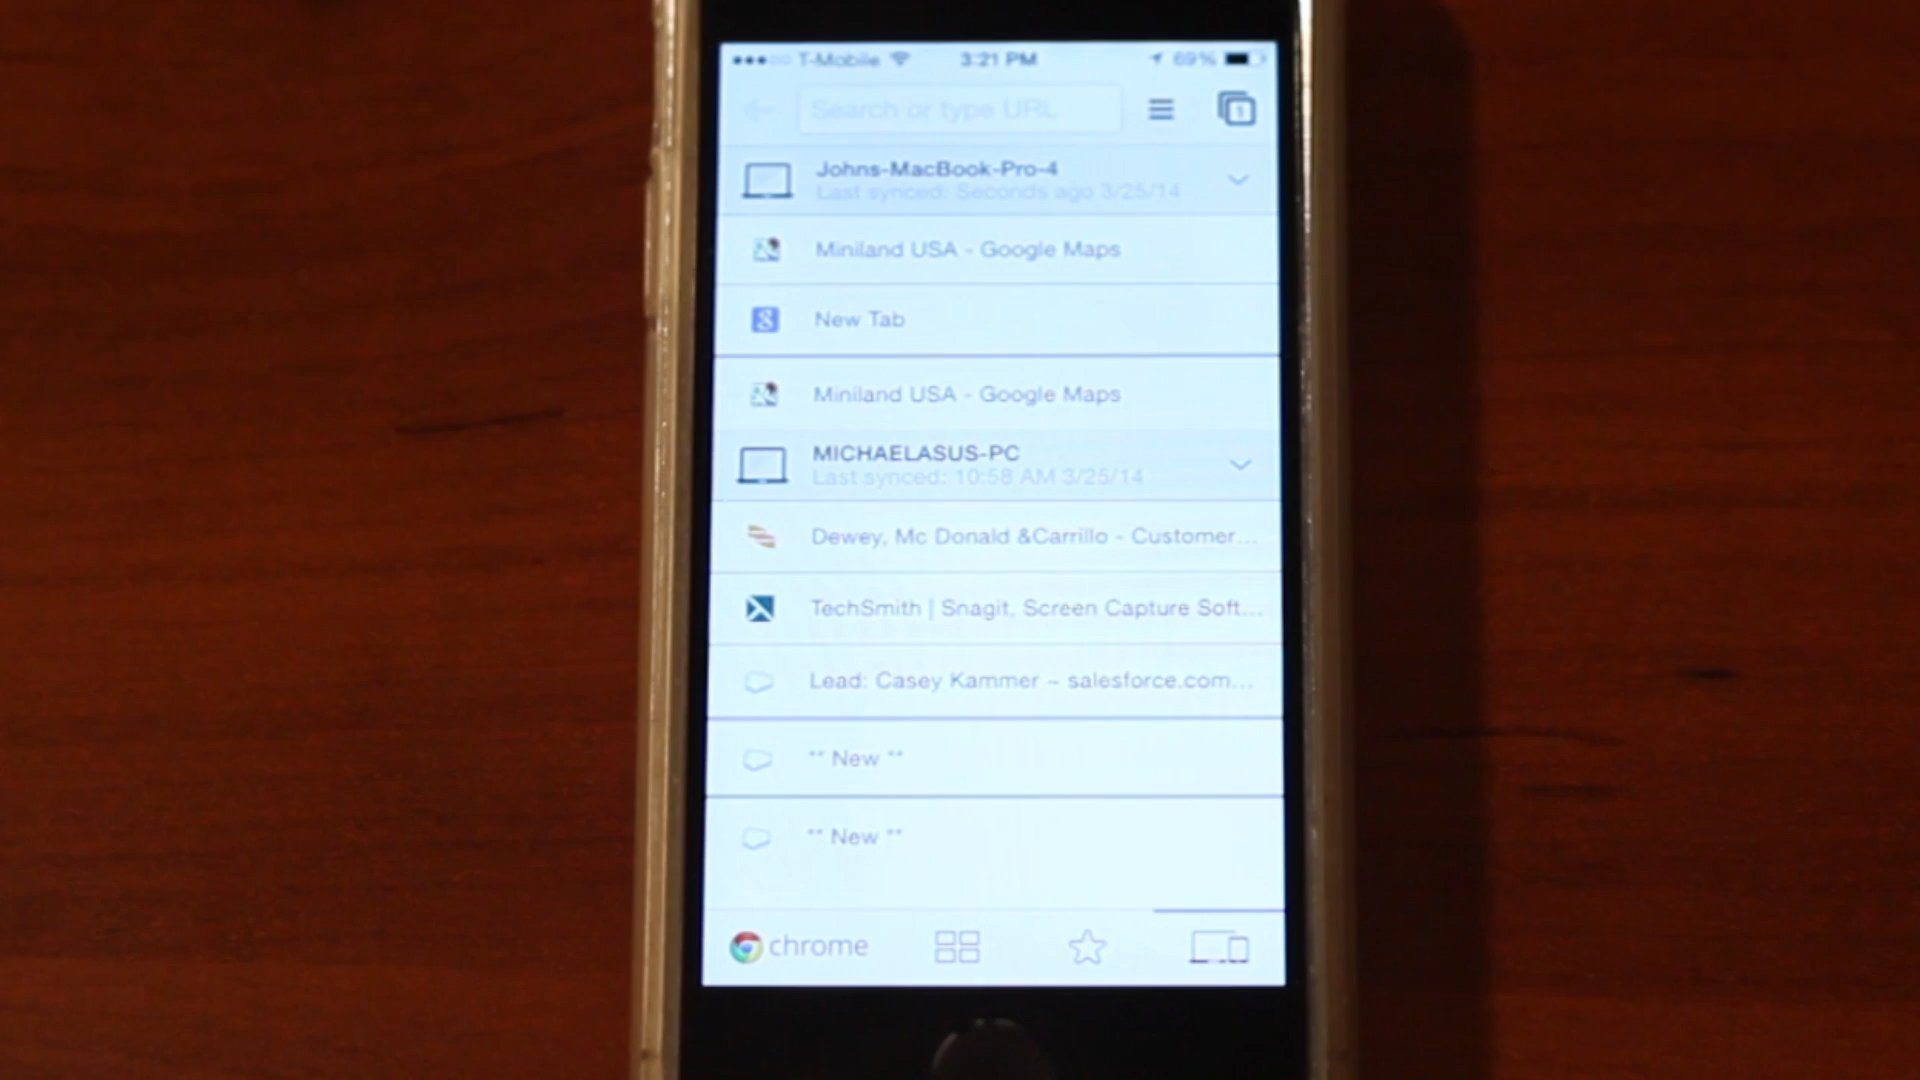 T-Mobile 3:21 PM 69%
Search or type URL 1
Johns-MacBook-Pro-4
Last synced: Seconds ago 3/25/14
Miniland USA - Google Maps
New Tab
Miniland USA - Google Maps
MICHAELASUS-PC
Last synced: 10:58 AM 3/25/14
Dewey, Mc Donald &Carrillo - Customer...
TechSmith | Snagit, Screen Capture Soft...
Lead: Casey Kammer ~ salesforce.com...
** New **
** New **
chrome